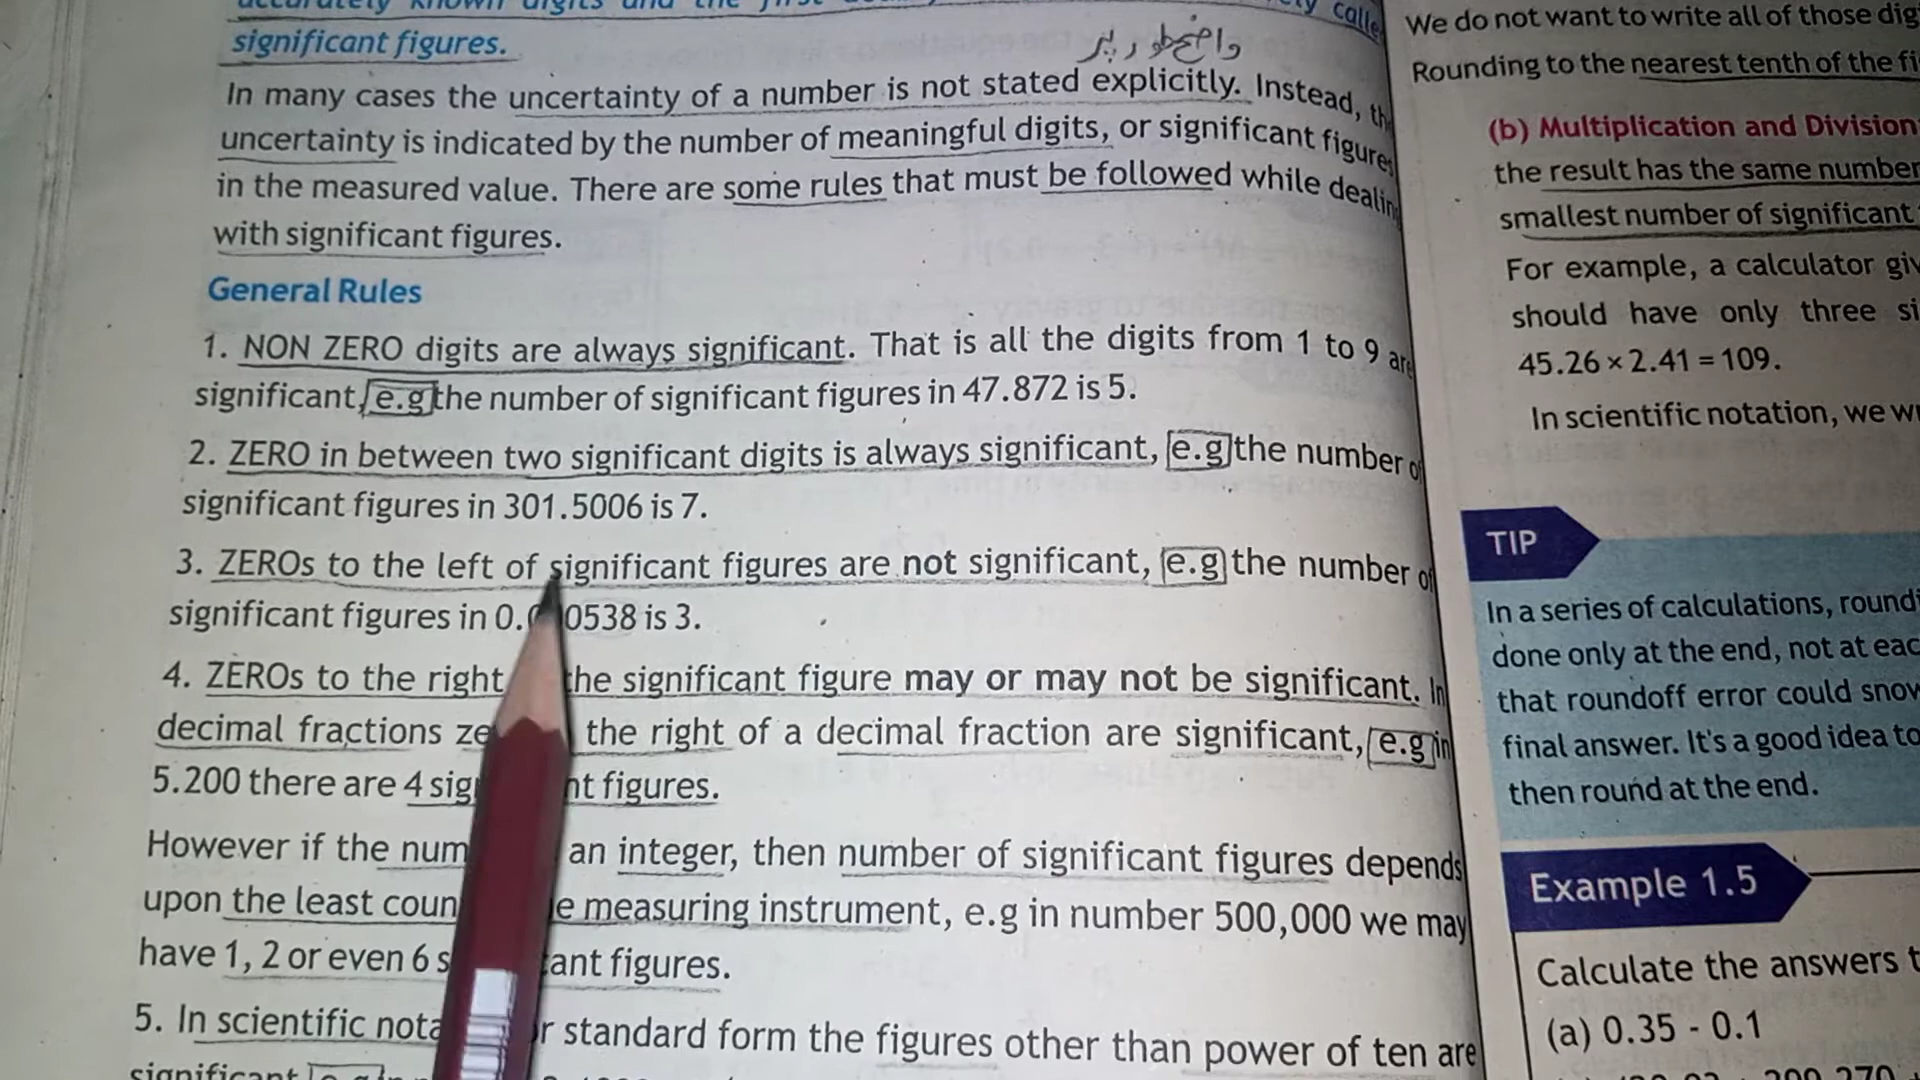 significant figures.
واضح طور پر
In many cases the uncertainty of a number is not stated explicitly. Instead,
uncertainty is indicated by the number of meaningful digits, or significant figures
in the measured value. There are some rules that must be followed while
with significant figures.
General Rules
1. NON ZERO digits are always significant. That is all the digits from 1 to 9 are
significant, e.g the number of significant figures in 47.872 is 5.
2. ZERO in between two significant digits is always significant, e.g the number of
significant figures in 301.5006 is 7.
3. ZEROs to the left of significant figures are not significant, e.g the number of
significant figures in 0. 0538 is 3.
4. ZEROs to the right the significant figure may or may not be significant. In
decimal fractions the right of a decimal fraction are significant, e.g in
5.200 there are 4 figures.
However if the an integer, then number of significant figures depends
upon the least measuring instrument, e.g in number 500,000 we may
have 1, 2 or even 6 figures.
5. In scientific standard form the figures other than power of ten are
We do not want to write all of those
Rounding to the nearest tenth of the
(b) Multiplication and Division
the result has the same number
smallest number of significant
For example, a calculator
should have only three
45.26 × 2.41 = 109.
In scientific notation, we
TIP
In a series of calculations,
done only at the end, not at
that roundoff error could
final answer. It's a good idea to
then round at the end.
Example 1.5
Calculate the answers
(a) 0.35 - 0.1